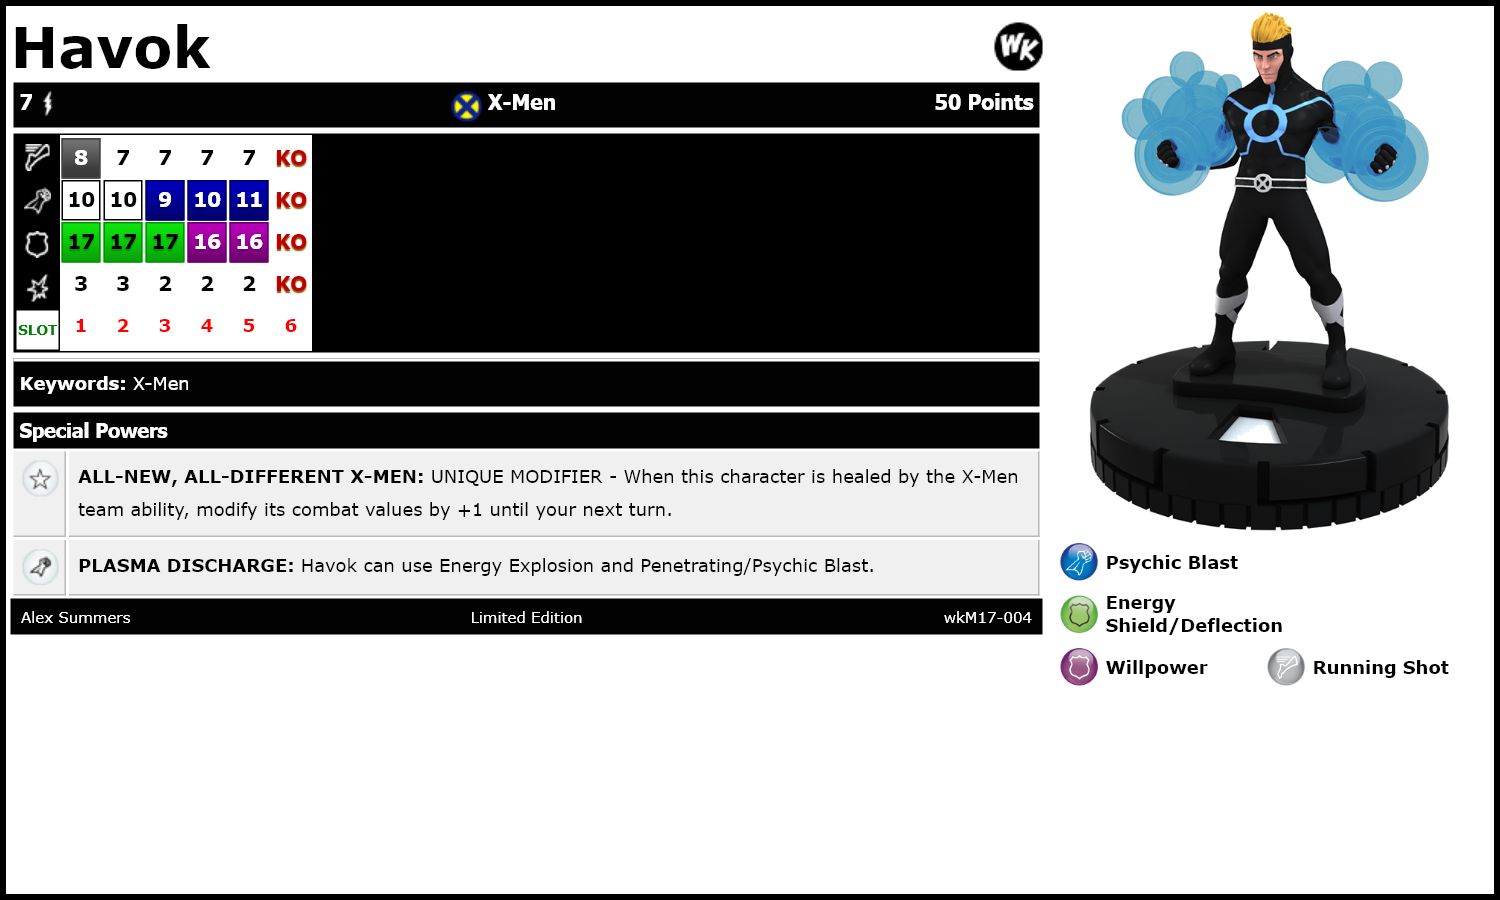 Havok
WK
7 X-Men 50 Points
8 7 7 7 7 KO
10 10 9 10 11 KO
17 17 17 16 16 KO
3 3 2 2 2 KO
SLOT 1 2 3 4 5 6
Keywords: X-Men
Special Powers
ALL-NEW, ALL-DIFFERENT X-MEN: UNIQUE MODIFIER - When this character is healed by the X-Men
team ability, modify its combat values by +1 until your next turn.
PLASMA DISCHARGE: Havok can use Energy Explosion and Penetrating/Psychic Blast.
Alex Summers Limited Edition wkM17-004
Psychic Blast
Energy
Shield/Deflection
Willpower Running Shot